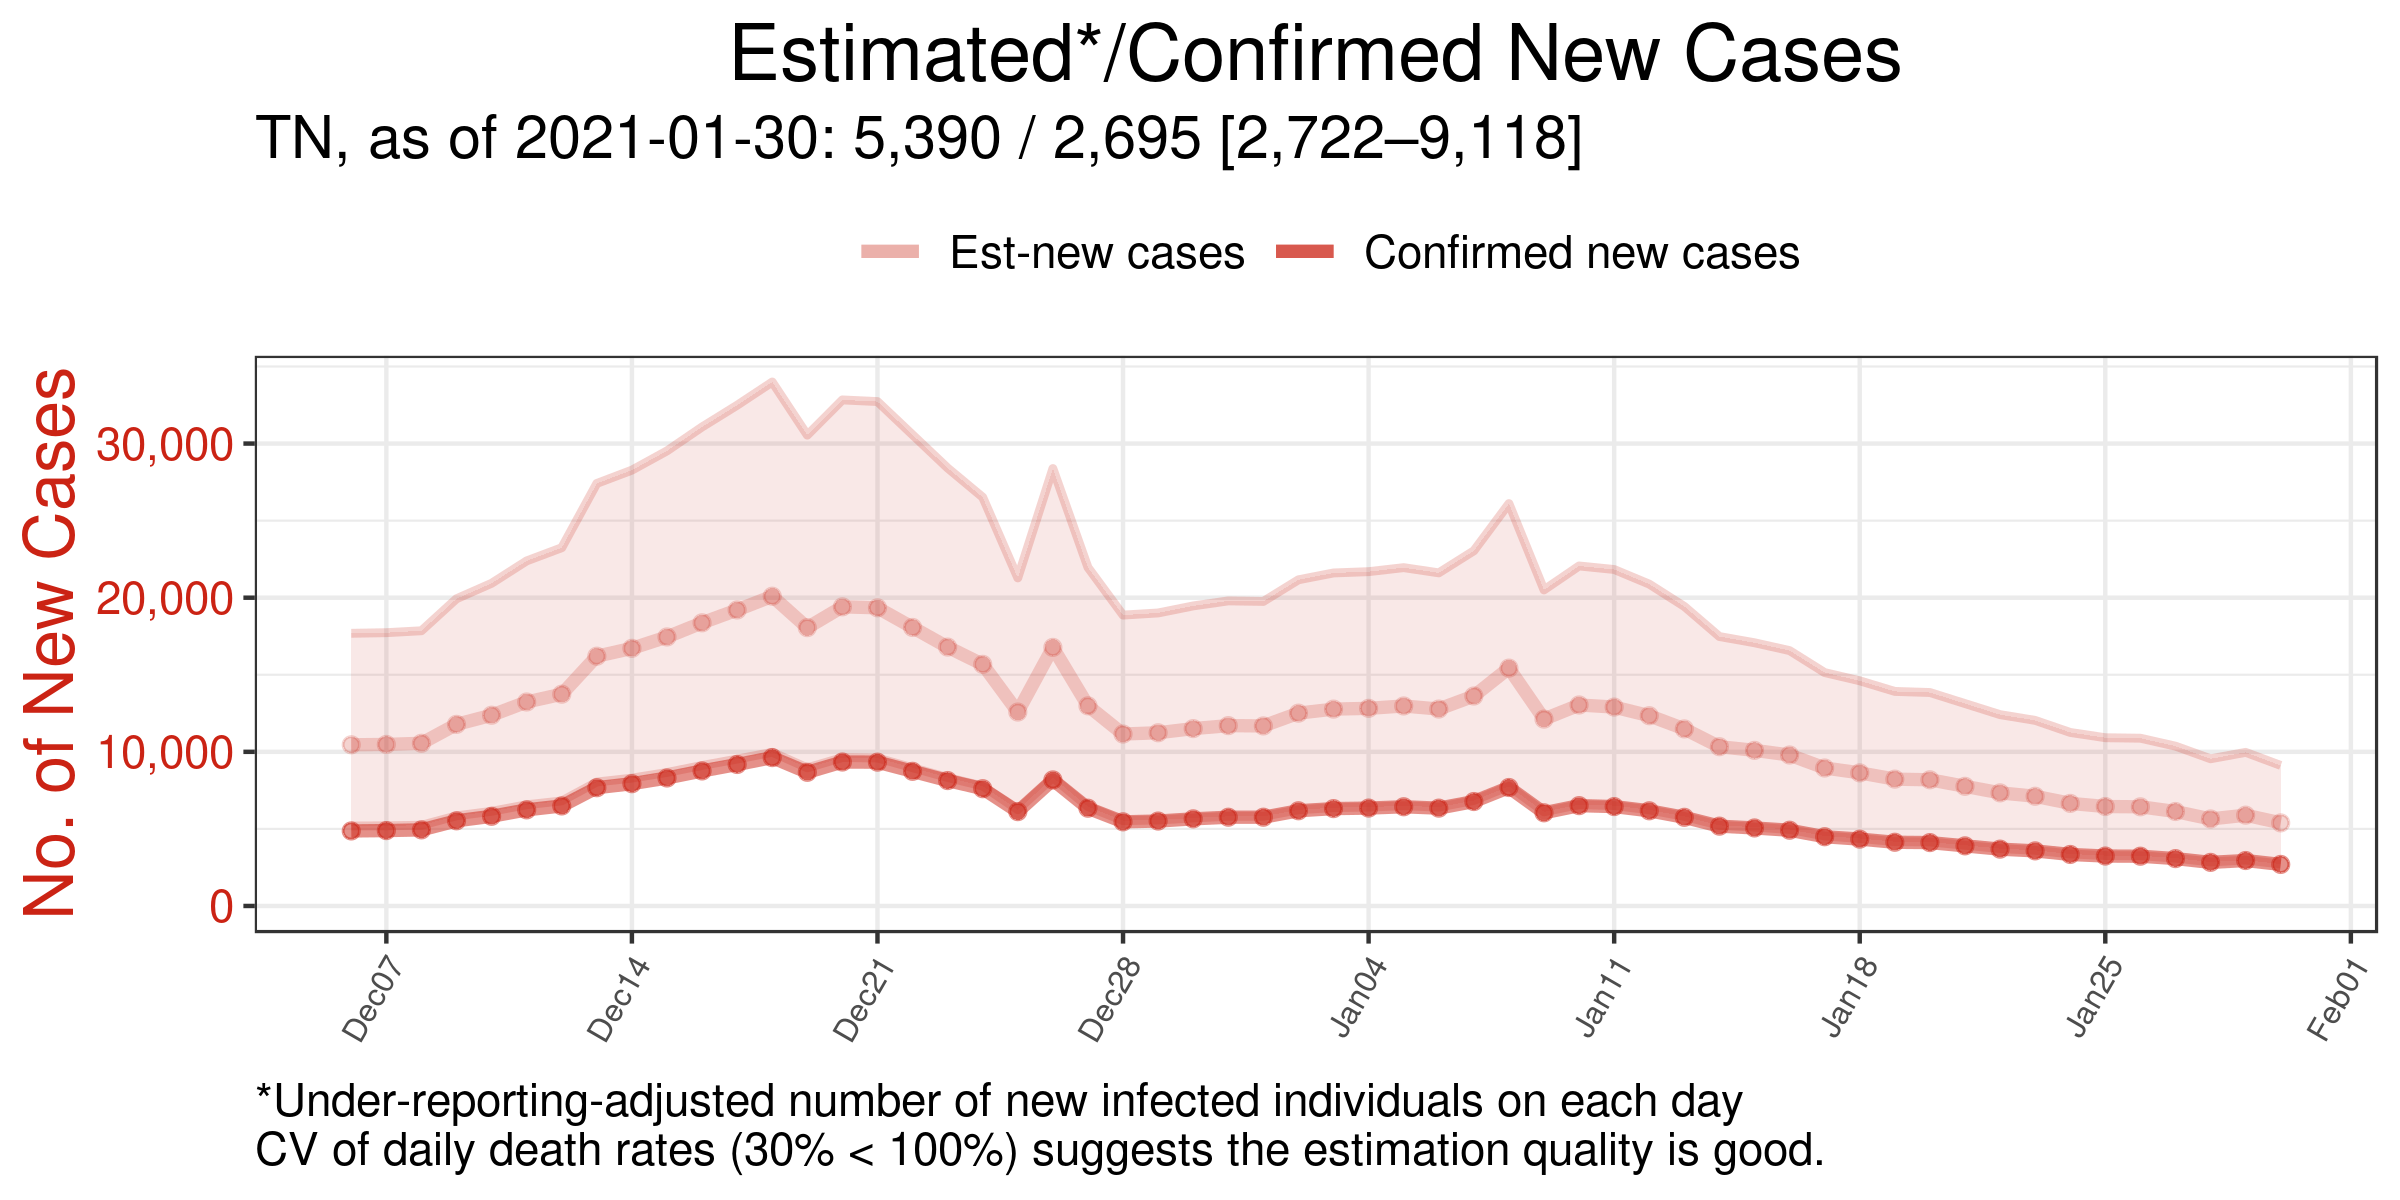 Estimated*/Confirmed New Cases
TN, as of 2021-01-30: 5,390 / 2,695 [2,722–9,118]
Est-new cases
Confirmed new cases
No. of New Cases
30,000
20,000
10,000
0
Dec07
Dec14
Dec21
Dec28
Jan04
Jan11
Jan18
Jan25
Feb01
*Under-reporting-adjusted number of new infected individuals on each day
CV of daily death rates (30% < 100%) suggests the estimation quality is good.